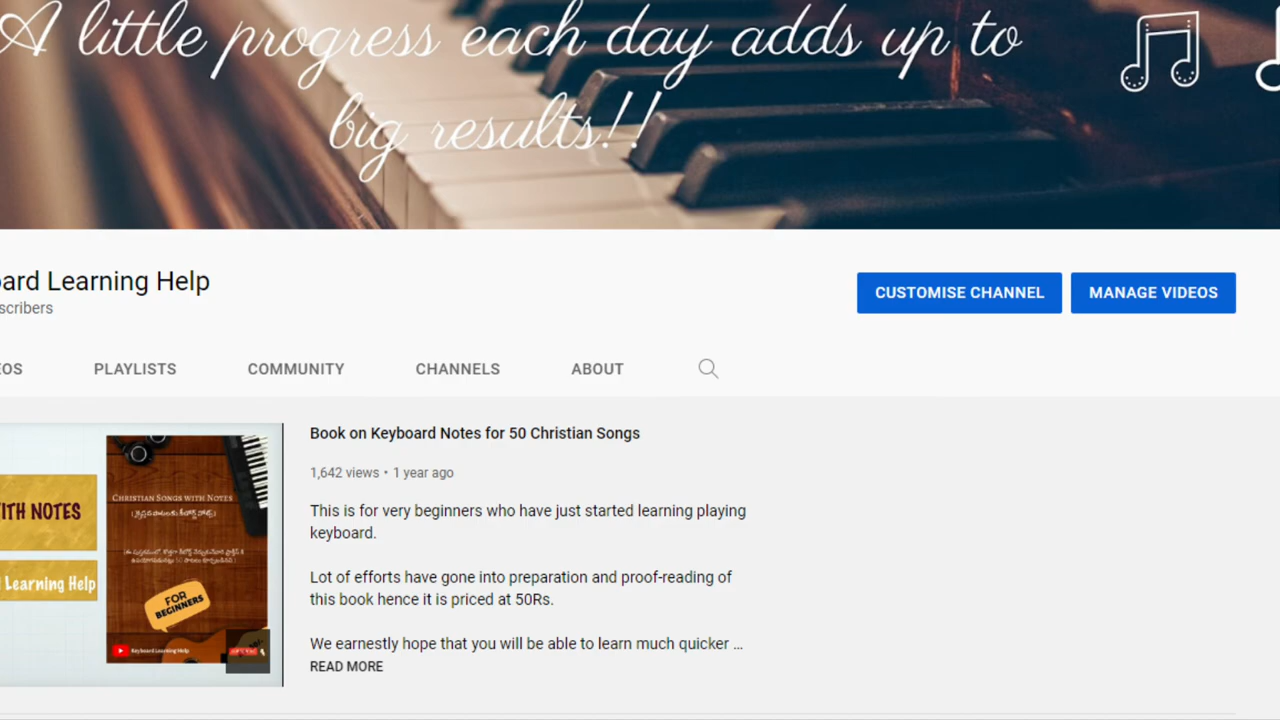 A little progress each day adds up to
big results!!
ard Learning Help
scribers
CUSTOMISE CHANNEL
MANAGE VIDEOS
EOS
PLAYLISTS
COMMUNITY
CHANNELS
ABOUT
ITH NOTES
Learning Help
CHRISTIAN SONGS WITH NOTES
FOR
BEGINNERS
Keyboard Learning Help
Book on Keyboard Notes for 50 Christian Songs
1,642 views • 1 year ago
This is for very beginners who have just started learning playing
keyboard.
Lot of efforts have gone into preparation and proof-reading of
this book hence it is priced at 50Rs.
We earnestly hope that you will be able to learn much quicker ...
READ MORE